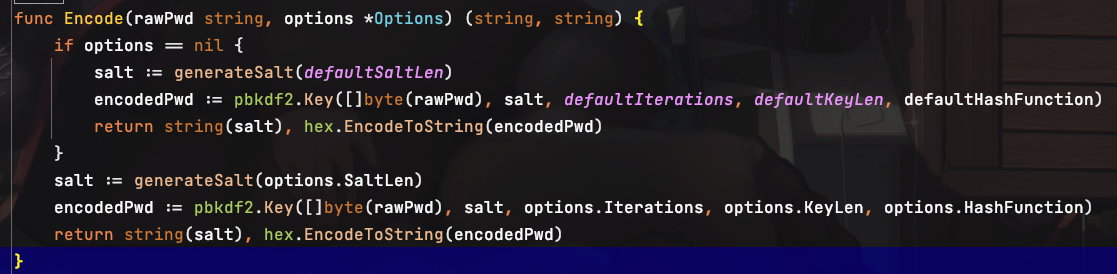 func Encode(rawPwd string, options *Options) (string, string) {
    if options == nil {
        salt := generateSalt(defaultSaltLen)
        encodedPwd := pbkdf2.Key([]byte(rawPwd), salt, defaultIterations, defaultKeyLen, defaultHashFunction)
        return string(salt), hex.EncodeToString(encodedPwd)
    }
    salt := generateSalt(options.SaltLen)
    encodedPwd := pbkdf2.Key([]byte(rawPwd), salt, options.Iterations, options.KeyLen, options.HashFunction)
    return string(salt), hex.EncodeToString(encodedPwd)
}